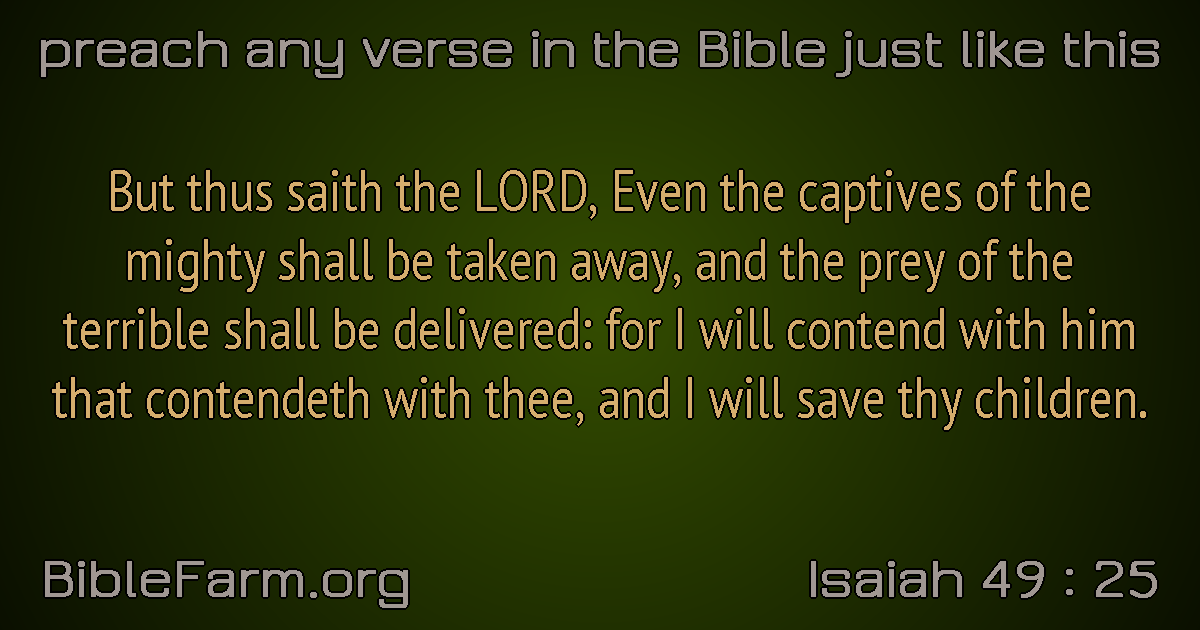 preach any verse in the Bible just like this
But thus saith the LORD, Even the captives of the
mighty shall be taken away, and the prey of the
terrible shall be delivered: for I will contend with him
that contendeth with thee, and I will save thy children.
BibleFarm.org
Isaiah 49 : 25